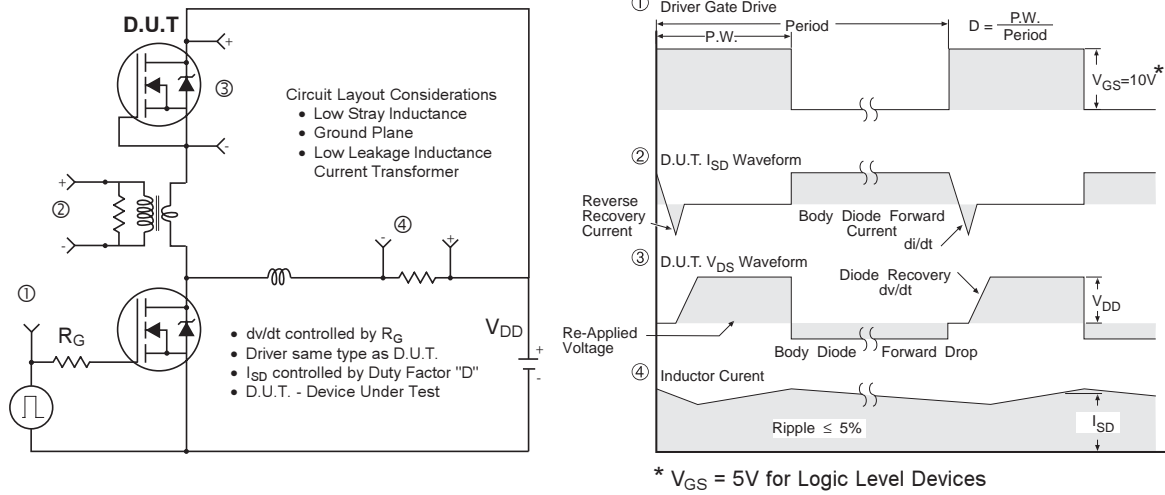 D.U.T
+
③
-
Circuit Layout Considerations
• Low Stray Inductance
• Ground Plane
• Low Leakage Inductance
Current Transformer
+
②
-
④
-
+
①
RG
VDD
+
-
• dv/dt controlled by RG
• Driver same type as D.U.T.
• ISD controlled by Duty Factor "D"
• D.U.T. - Device Under Test
① Driver Gate Drive
P.W.
Period
D = P.W.
Period
VGS=10V*
② D.U.T. ISD Waveform
Reverse
Recovery
Current
Body Diode Forward
Current
di/dt
③ D.U.T. VDS Waveform
Diode Recovery
dv/dt
VDD
Re-Applied
Voltage
Body Diode Forward Drop
④ Inductor Curent
Ripple ≤ 5%
ISD
* VGS = 5V for Logic Level Devices